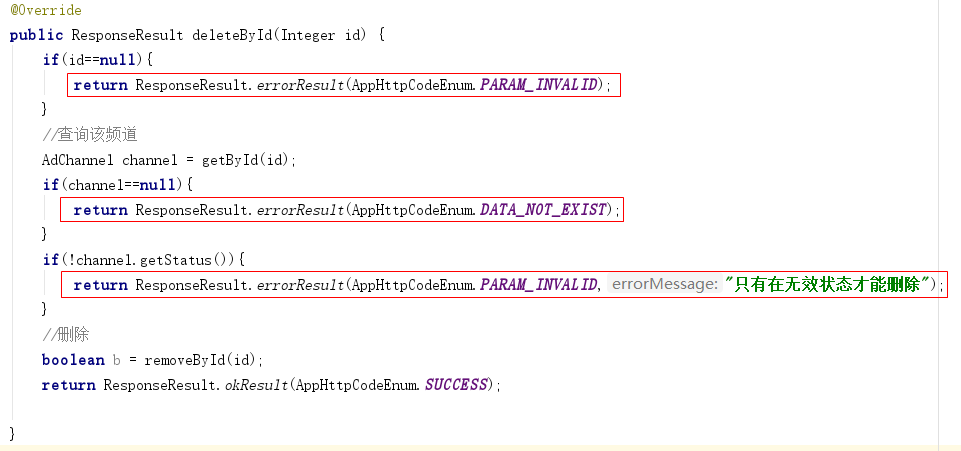 @Override
public ResponseResult deleteById(Integer id) {
if(id==null){
return ResponseResult.errorResult(AppHttpCodeEnum.PARAM_INVALID);
}
//查询该频道
AdChannel channel = getById(id);
if(channel==null){
return ResponseResult.errorResult(AppHttpCodeEnum.DATA_NOT_EXIST);
}
if(!channel.getStatus()){
return ResponseResult.errorResult(AppHttpCodeEnum.PARAM_INVALID, errorMessage: "只有在无效状态才能删除");
}
//删除
boolean b = removeById(id);
return ResponseResult.okResult(AppHttpCodeEnum.SUCCESS);
}